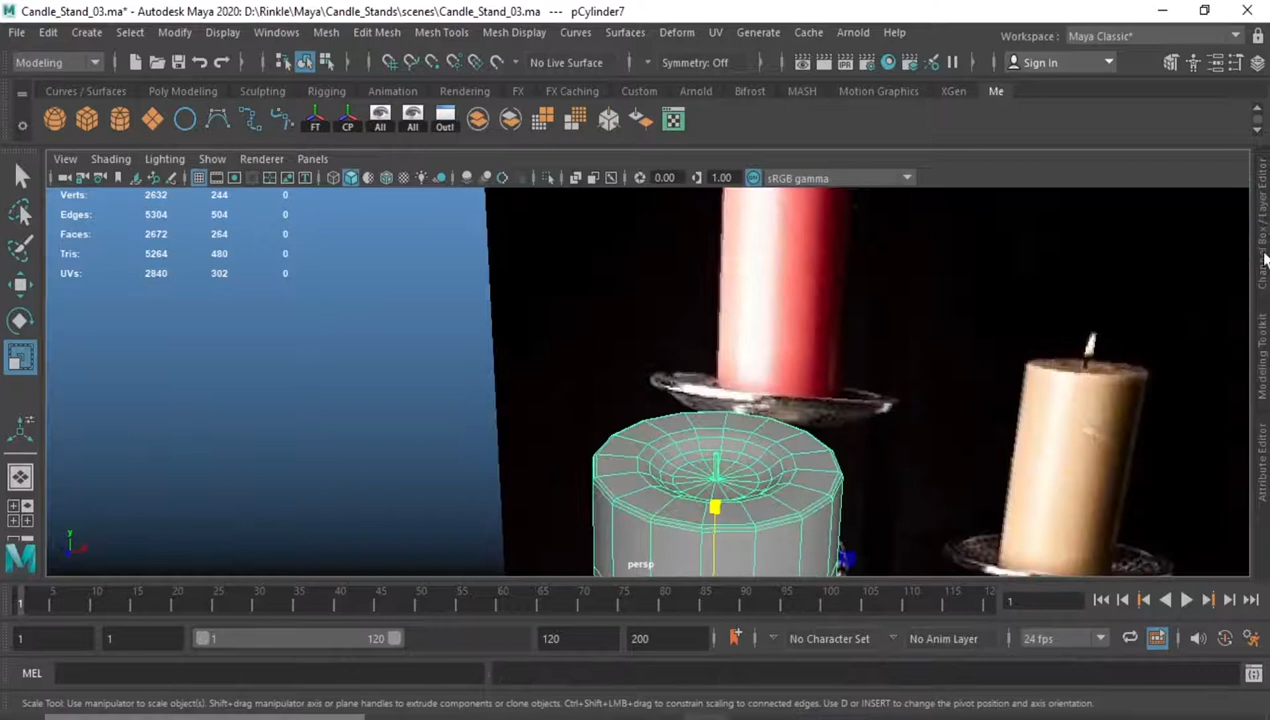 Candle_Stand_03.ma* - Autodesk Maya 2020: D:\Rinkle\Maya\Candle_Stands\scenes\Candle_Stand_03.ma --- pCylinder7
File Edit Create Select Modify Display Windows Mesh Edit Mesh Mesh Tools Mesh Display Curves Surfaces Deform UV Generate Cache Arnold Help Workspace : Maya Classic*
Modeling No Live Surface Symmetry: Off Sign In
Curves / Surfaces Poly Modeling Sculpting Rigging Animation Rendering FX FX Caching Custom Arnold Bifrost MASH Motion Graphics XGen Me
FT CP All All Outl
View Shading Lighting Show Renderer Panels
0.00 1.00 sRGB gamma
Verts: 2632 244 0
Edges: 5304 504 0
Faces: 2672 264 0
Tris: 5264 480 0
UVs: 2840 302 0
Channel Box / Layer Editor
Modeling Toolkit
Attribute Editor
y
persp
1 5 10 15 20 25 30 35 40 45 50 55 60 65 70 75 80 85 90 95 100 105 110 115 12 1
1 1 1 120 120 200 No Character Set No Anim Layer 24 fps
MEL
Scale Tool: Use manipulator to scale object(s). Shift+drag manipulator axis or plane handles to extrude components or clone objects. Ctrl+Shift+LMB+drag to constrain scaling to connected edges. Use D or INSERT to change the pivot position and axis orientation.